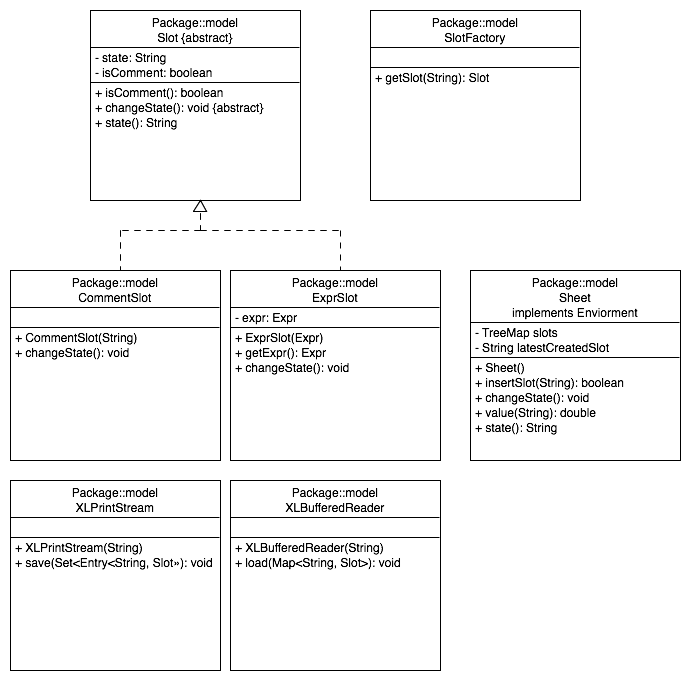 Package::model
Slot {abstract}
- state: String
- isComment: boolean
+ isComment(): boolean
+ changeState(): void {abstract}
+ state(): String
Package::model
SlotFactory
+ getSlot(String): Slot
Package::model
CommentSlot
+ CommentSlot(String)
+ changeState(): void
Package::model
ExprSlot
- expr: Expr
+ ExprSlot(Expr)
+ getExpr(): Expr
+ changeState(): void
Package::model
Sheet
implements Enviorment
- TreeMap slots
- String latestCreatedSlot
+ Sheet()
+ insertSlot(String): boolean
+ changeState(): void
+ value(String): double
+ state(): String
Package::model
XLPrintStream
+ XLPrintStream(String)
+ save(Set<Entry<String, Slot»): void
Package::model
XLBufferedReader
+ XLBufferedReader(String)
+ load(Map<String, Slot>): void